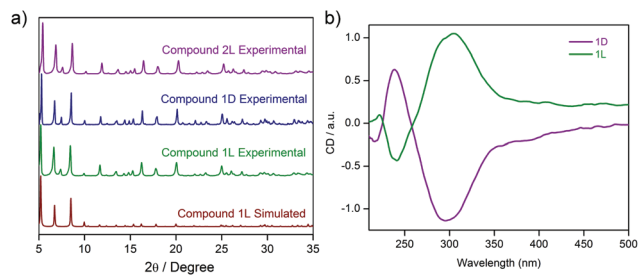 a)
Compound 2L Experimental
Compound 1D Experimental
Compound 1L Experimental
Compound 1L Simulated
5 10 15 20 25 30 35
2θ / Degree
b)
1D
1L
1.0
0.5
0.0
-0.5
-1.0
CD / a.u.
250 300 350 400 450 500
Wavelength (nm)